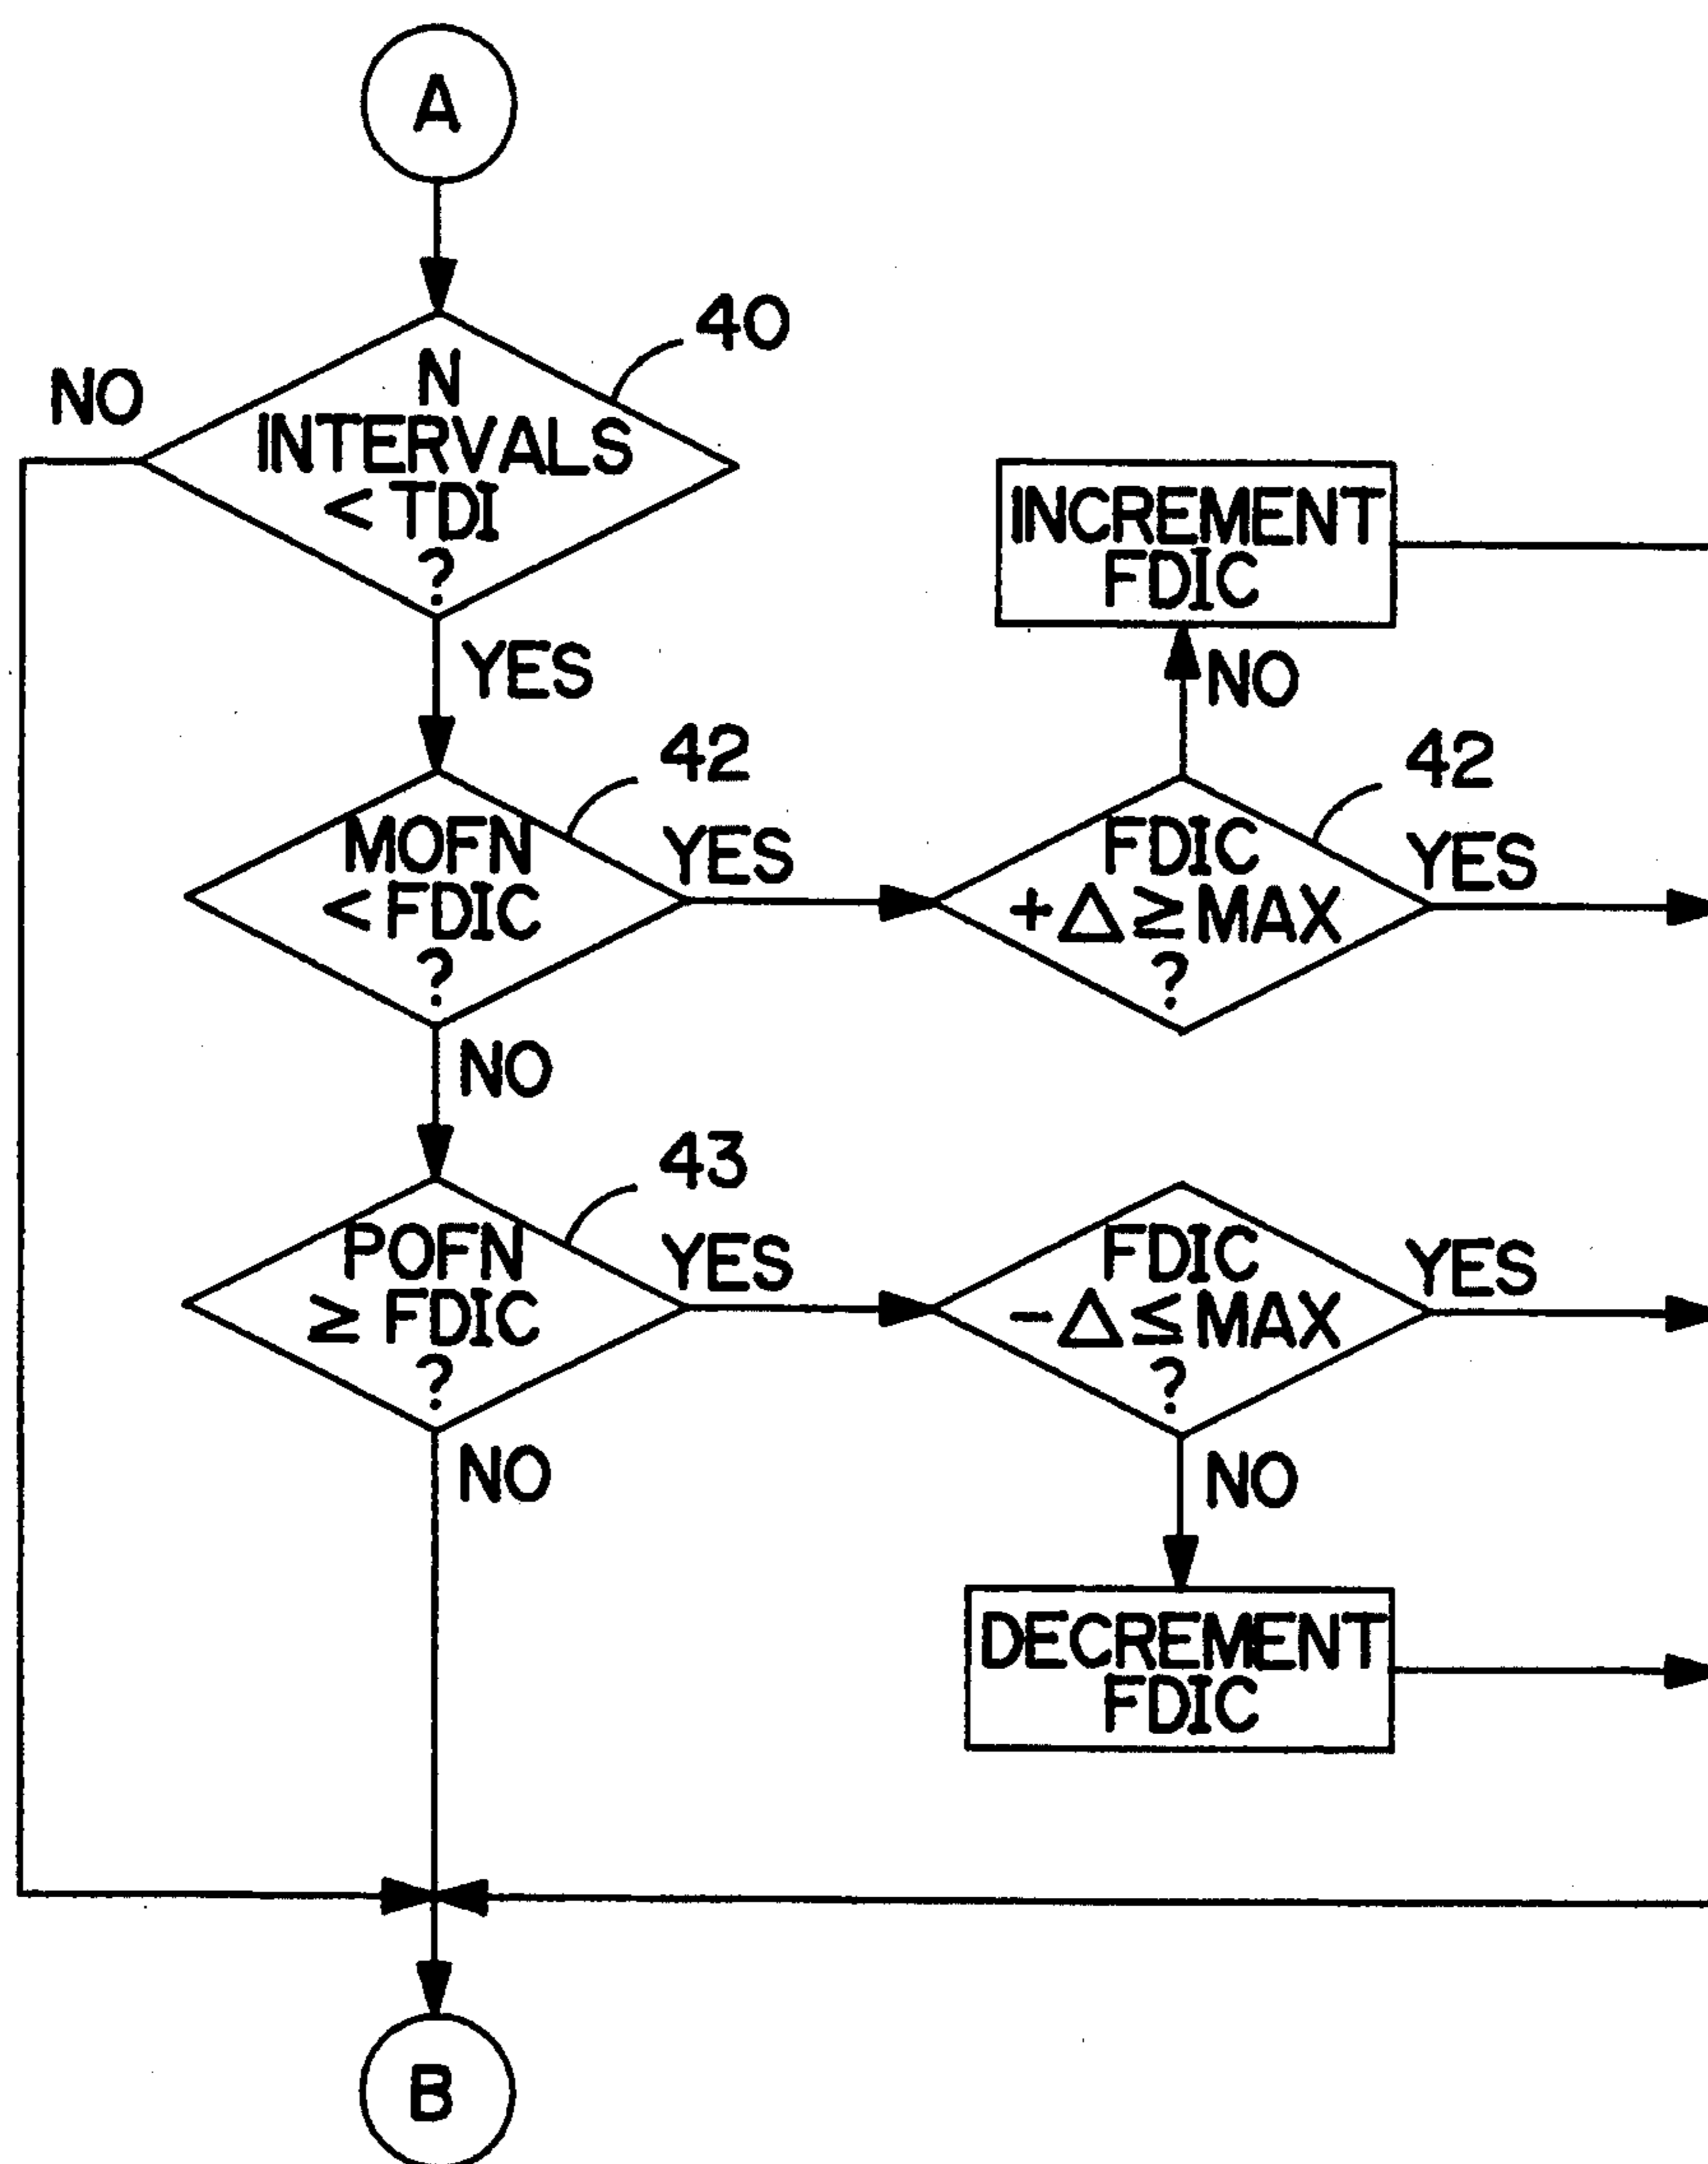 A
40
NO
N
INTERVALS
< TDI
?
INCREMENT
FDIC
YES
NO
42
MOFN
< FDIC
?
YES
42
FDIC
+Δ≥MAX
?
YES
NO
43
POFN
≥ FDIC
?
YES
FDIC
-Δ≤MAX
?
YES
NO
NO
DECREMENT
FDIC
B